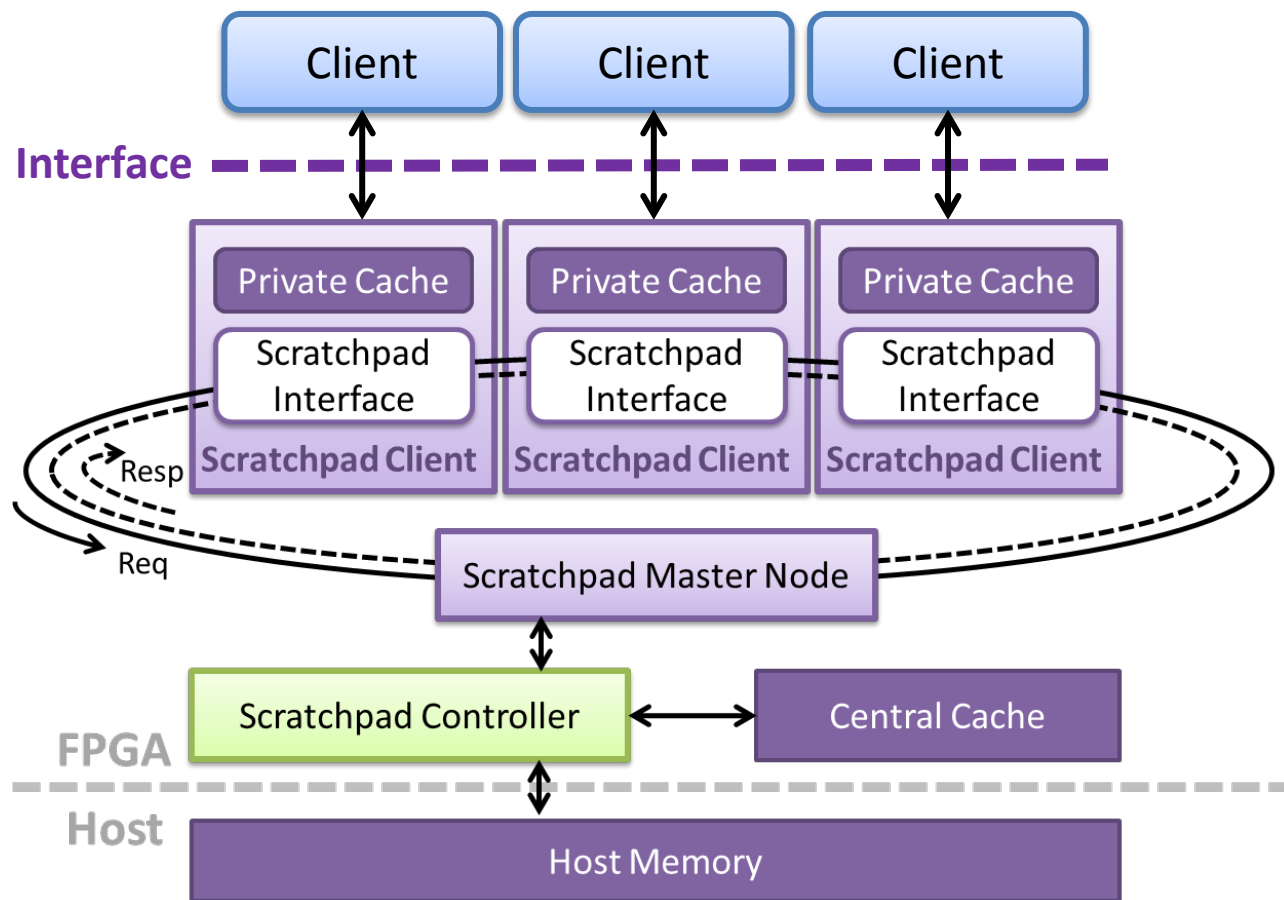 Client
Client
Client
Interface
Private Cache
Private Cache
Private Cache
Scratchpad
Interface
Scratchpad
Interface
Scratchpad
Interface
Scratchpad Client
Scratchpad Client
Scratchpad Client
Resp
Req
Scratchpad Master Node
Scratchpad Controller
Central Cache
FPGA
Host
Host Memory